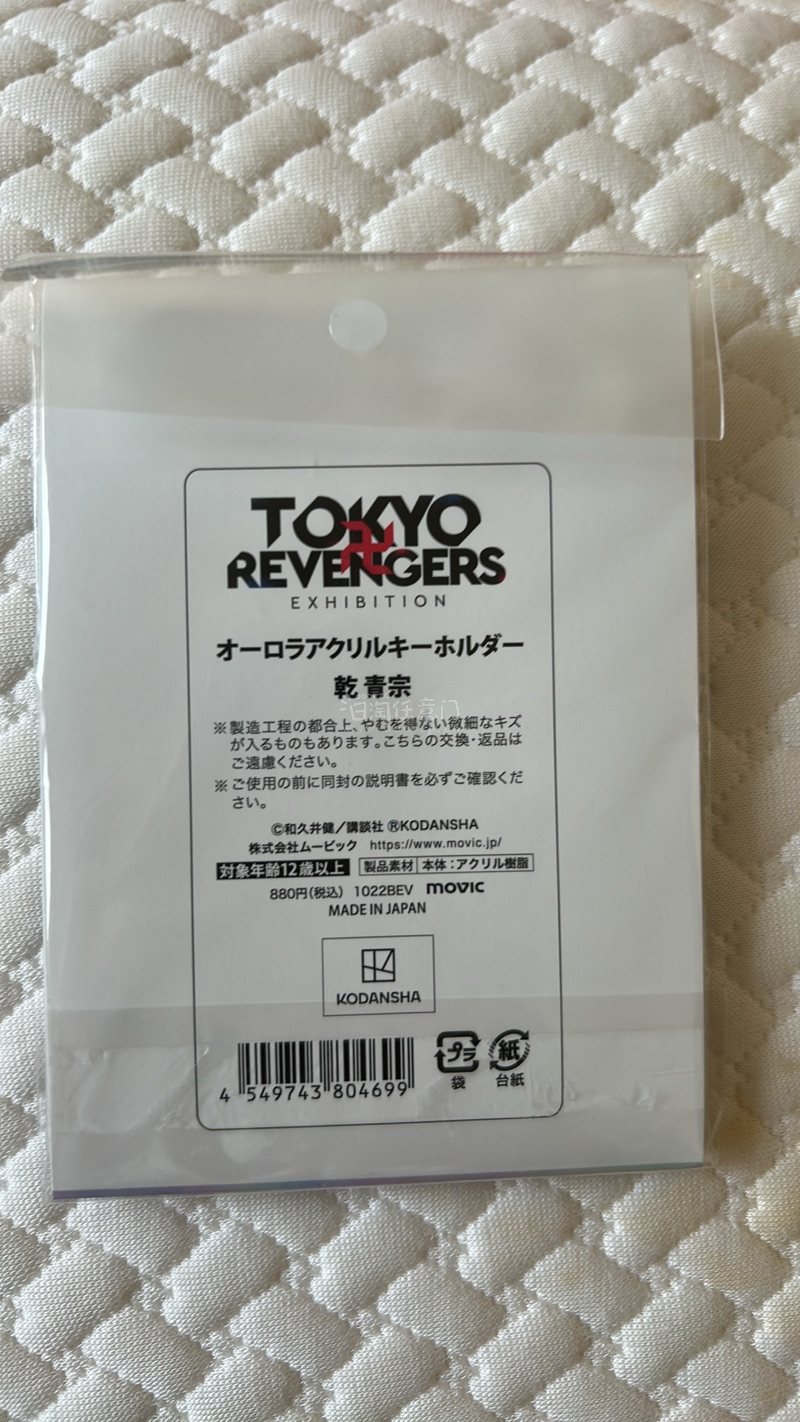 TOKYO
卍
REVENGERS
EXHIBITION
オーロラアクリルキーホルダー
乾 青宗
淘任意门
※製造工程の都合上、やむを得ない微細なキズ
が入るものもあります。こちらの交換・返品は
ご遠慮ください。
※ご使用の前に同封の説明書を必ずご確認くだ
さい。
©和久井健／講談社 ®KODANSHA
株式会社ムービック https://www.movic.jp/
対象年齢12歳以上 製品素材 本体：アクリル樹脂
880円(税込) 1022BEV movic
MADE IN JAPAN
KODANSHA
4 549743 804699
プラ 紙
袋 台紙